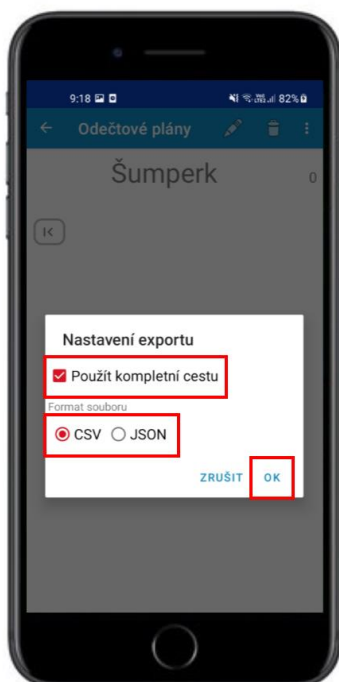 9:18 82%
Odečtové plány
Šumperk 0
Nastavení exportu
Použít kompletní cestu
Format souboru
CSV JSON
ZRUŠIT OK